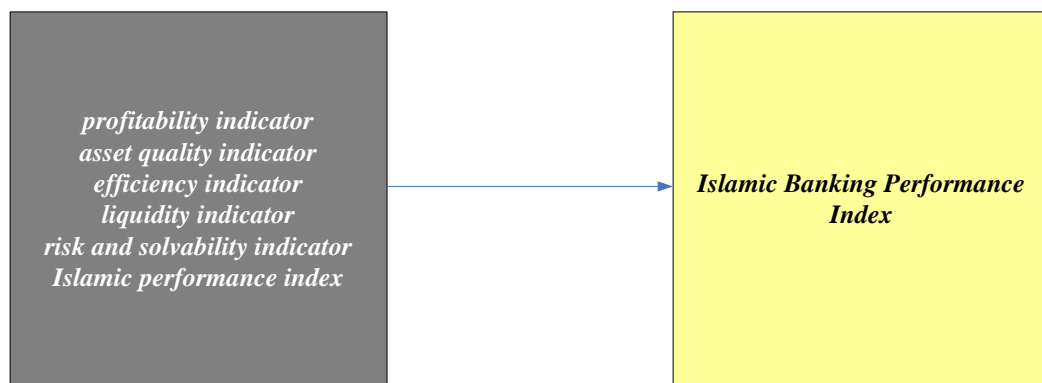 profitability indicator
asset quality indicator
efficiency indicator
liquidity indicator
risk and solvability indicator
Islamic performance index
Islamic Banking Performance
Index